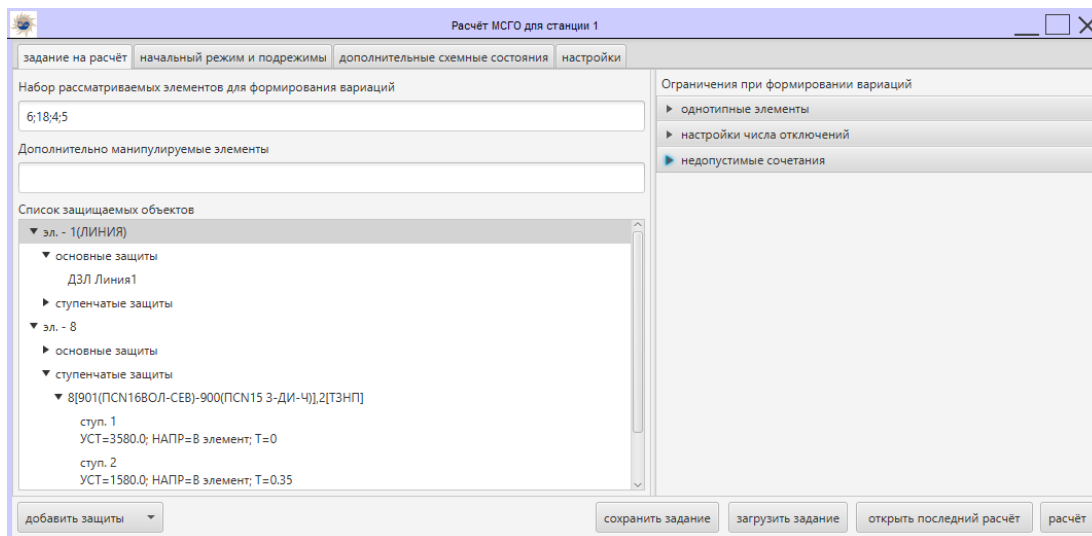 Расчёт МСГО для станции 1
задание на расчёт
начальный режим и подрежимы
дополнительные схемные состояния
настройки
Набор рассматриваемых элементов для формирования вариаций
6;18;4;5
Дополнительно манипулируемые элементы
Список защищаемых объектов
эл. - 1(ЛИНИЯ)
основные защиты
ДЗЛ Линия1
ступенчатые защиты
эл. - 8
основные защиты
ступенчатые защиты
8[901(ПСN16ВОЛ-СЕВ)-900(ПСN15 З-ДИ-Ч)],2[ТЗНП]
ступ. 1
УСТ=3580.0; НАПР=В элемент; Т=0
ступ. 2
УСТ=1580.0; НАПР=В элемент; Т=0.35
Ограничения при формировании вариаций
однотипные элементы
настройки числа отключений
недопустимые сочетания
добавить защиты
сохранить задание
загрузить задание
открыть последний расчёт
расчёт